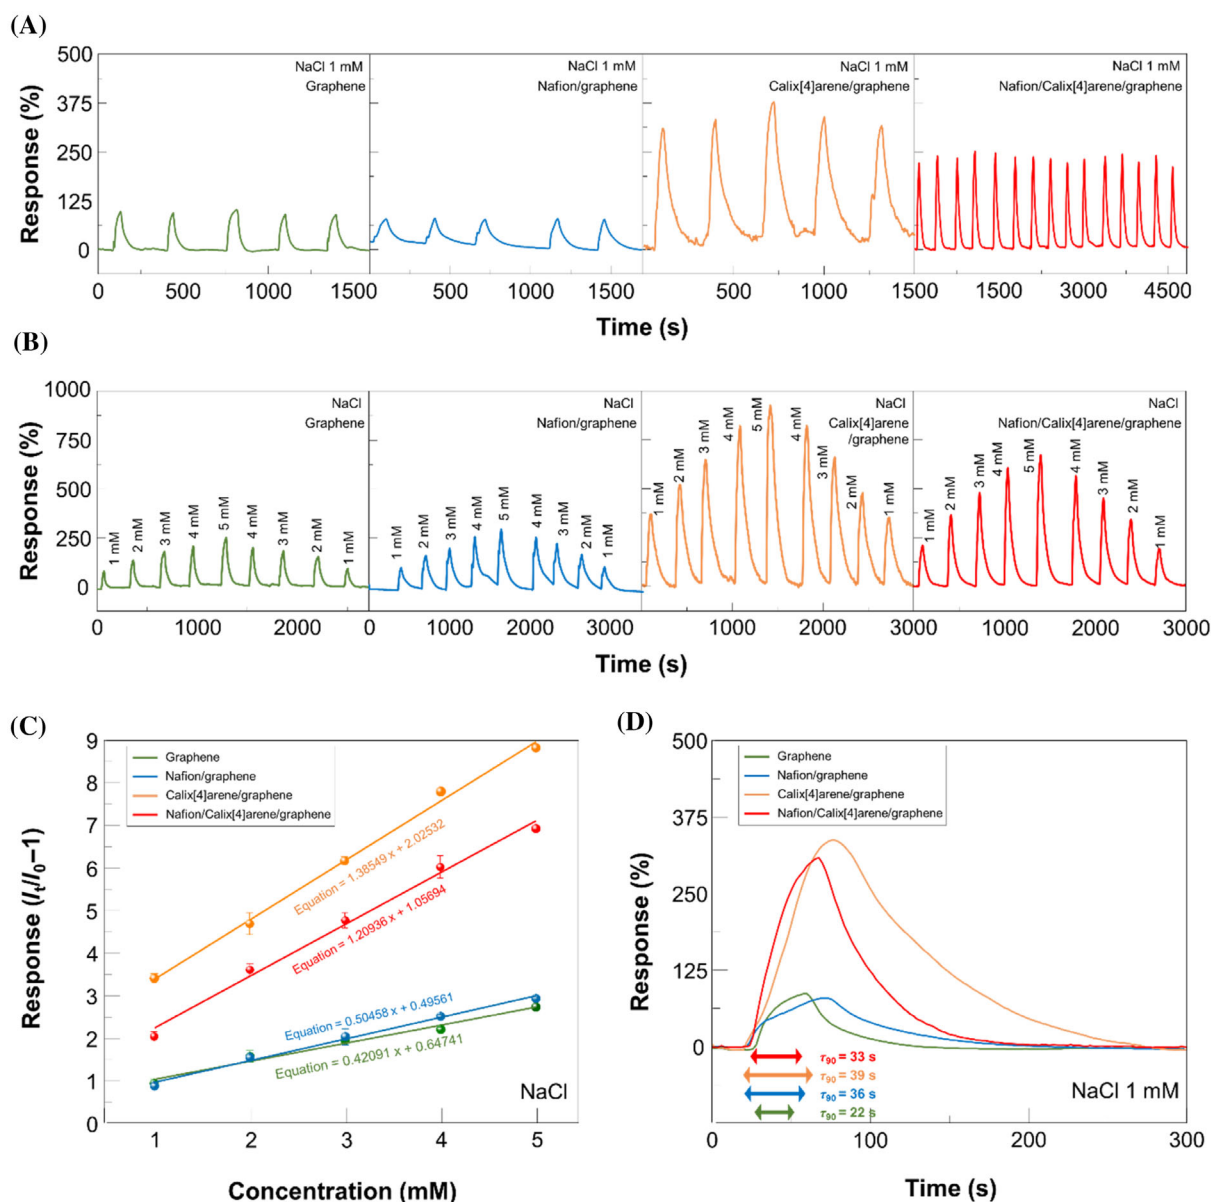 (A)
500
375
250
125
0
Response (%)
NaCl 1 mM
Graphene
NaCl 1 mM
Nafion/graphene
NaCl 1 mM
Calix[4]arene/graphene
NaCl 1 mM
Nafion/Calix[4]arene/graphene
0 500 1000 1500 500 1000 1500 500 1000 1500 1500 3000 4500
Time (s)
(B)
1000
750
500
250
0
Response (%)
NaCl
Graphene
1 mM 2 mM 3 mM 4 mM 5 mM 4 mM 3 mM 2 mM 1 mM
NaCl
Nafion/graphene
1 mM 2 mM 3 mM 4 mM 5 mM 4 mM 3 mM 2 mM 1 mM
NaCl
Calix[4]arene
/graphene
1 mM 2 mM 3 mM 4 mM 5 mM 4 mM 3 mM 2 mM 1 mM
NaCl
Nafion/Calix[4]arene/graphene
1 mM 2 mM 3 mM 4 mM 5 mM 4 mM 3 mM 2 mM 1 mM
0 1000 2000 0 1000 2000 3000 1000 2000 3000 1000 2000 3000
Time (s)
(C)
9
8
7
6
5
4
3
2
1
0
Response (It/I0–1)
Graphene
Nafion/graphene
Calix[4]arene/graphene
Nafion/Calix[4]arene/graphene
Equation = 1.38549 x + 2.02532
Equation = 1.20936 x + 1.05694
Equation = 0.50458 x + 0.49561
Equation = 0.42091 x + 0.64741
NaCl
1 2 3 4 5
Concentration (mM)
(D)
500
375
250
125
0
Response (%)
Graphene
Nafion/graphene
Calix[4]arene/graphene
Nafion/Calix[4]arene/graphene
τ90 = 33 s
τ90 = 39 s
τ90 = 36 s
τ90 = 22 s
NaCl 1 mM
0 100 200 300
Time (s)